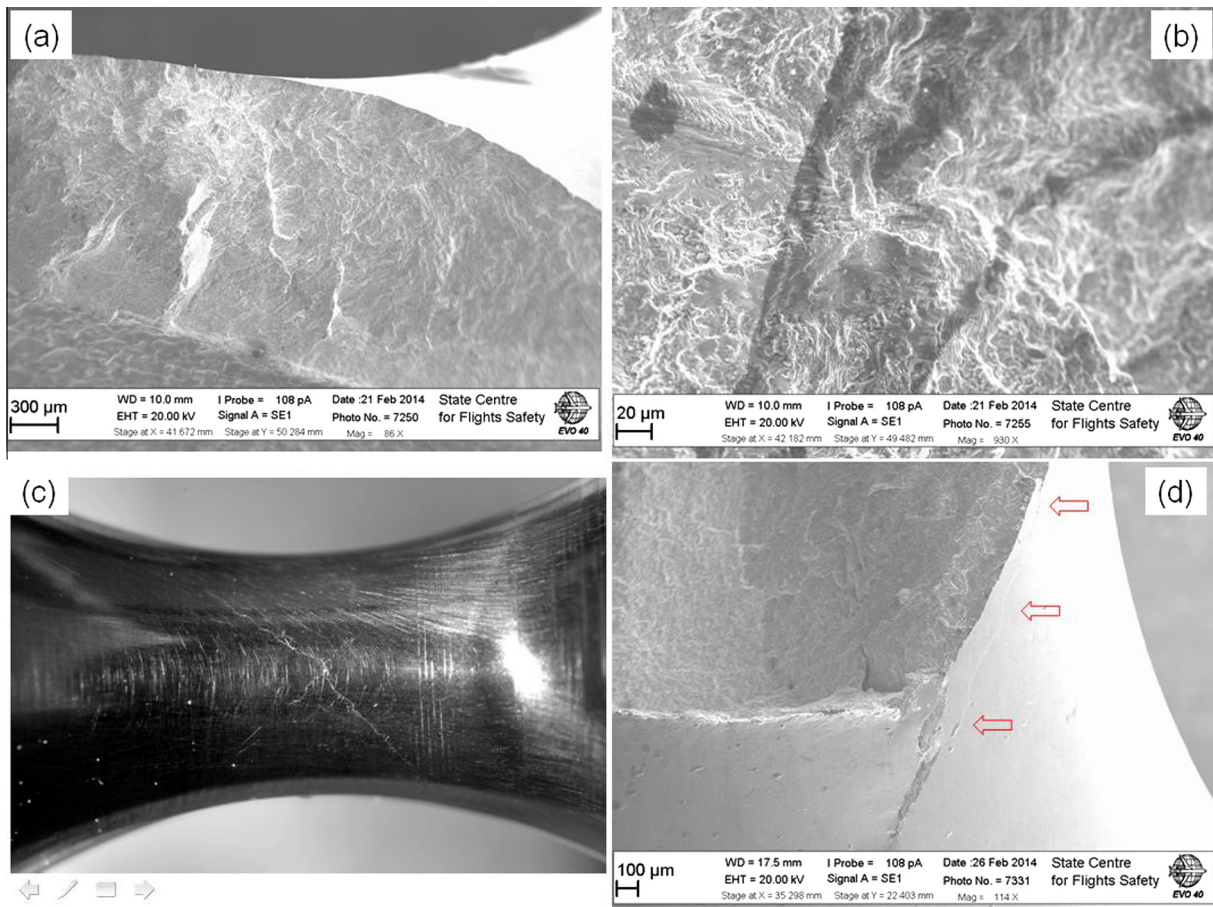 (a)
300 µm
WD = 10.0 mm I Probe = 108 pA Date :21 Feb 2014 State Centre
EHT = 20.00 kV Signal A = SE1 Photo No. = 7250 for Flights Safety
Stage at X = 41.672 mm Stage at Y = 50.284 mm Mag = 86 X EVO 40
(b)
20 µm
WD = 10.0 mm I Probe = 108 pA Date :21 Feb 2014 State Centre
EHT = 20.00 kV Signal A = SE1 Photo No. = 7255 for Flights Safety
Stage at X = 42.182 mm Stage at Y = 49.482 mm Mag = 930 X EVO 40
(c)
(d)
100 µm
WD = 17.5 mm I Probe = 108 pA Date :26 Feb 2014 State Centre
EHT = 20.00 kV Signal A = SE1 Photo No. = 7331 for Flights Safety
Stage at X = 35.298 mm Stage at Y = 22.403 mm Mag = 114 X EVO 40